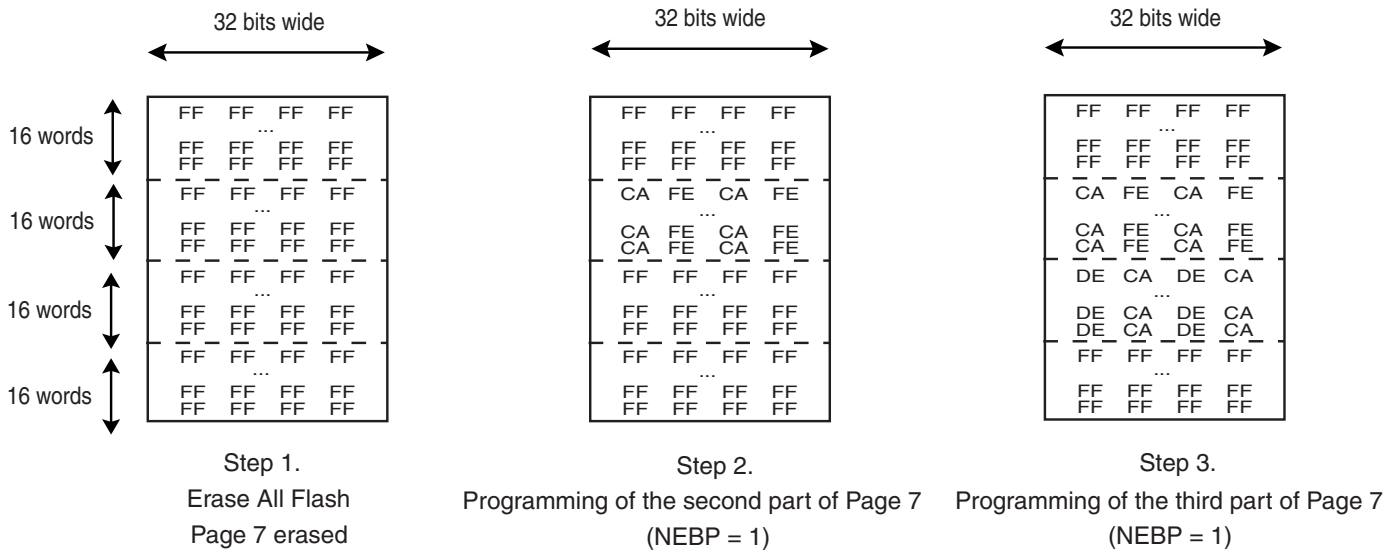 32 bits wide
32 bits wide
32 bits wide
16 words
16 words
16 words
16 words
FF FF FF FF
...
FF FF FF FF
FF FF FF FF
FF FF FF FF
...
FF FF FF FF
FF FF FF FF
FF FF FF FF
...
FF FF FF FF
FF FF FF FF
FF FF FF FF
...
FF FF FF FF
FF FF FF FF
Step 1.
Erase All Flash
Page 7 erased
FF FF FF FF
...
FF FF FF FF
FF FF FF FF
CA FE CA FE
...
CA FE CA FE
CA FE CA FE
FF FF FF FF
...
FF FF FF FF
FF FF FF FF
FF FF FF FF
...
FF FF FF FF
FF FF FF FF
Step 2.
Programming of the second part of Page 7
(NEBP = 1)
FF FF FF FF
...
FF FF FF FF
FF FF FF FF
CA FE CA FE
...
CA FE CA FE
CA FE CA FE
DE CA DE CA
...
DE CA DE CA
DE CA DE CA
FF FF FF FF
...
FF FF FF FF
FF FF FF FF
Step 3.
Programming of the third part of Page 7
(NEBP = 1)